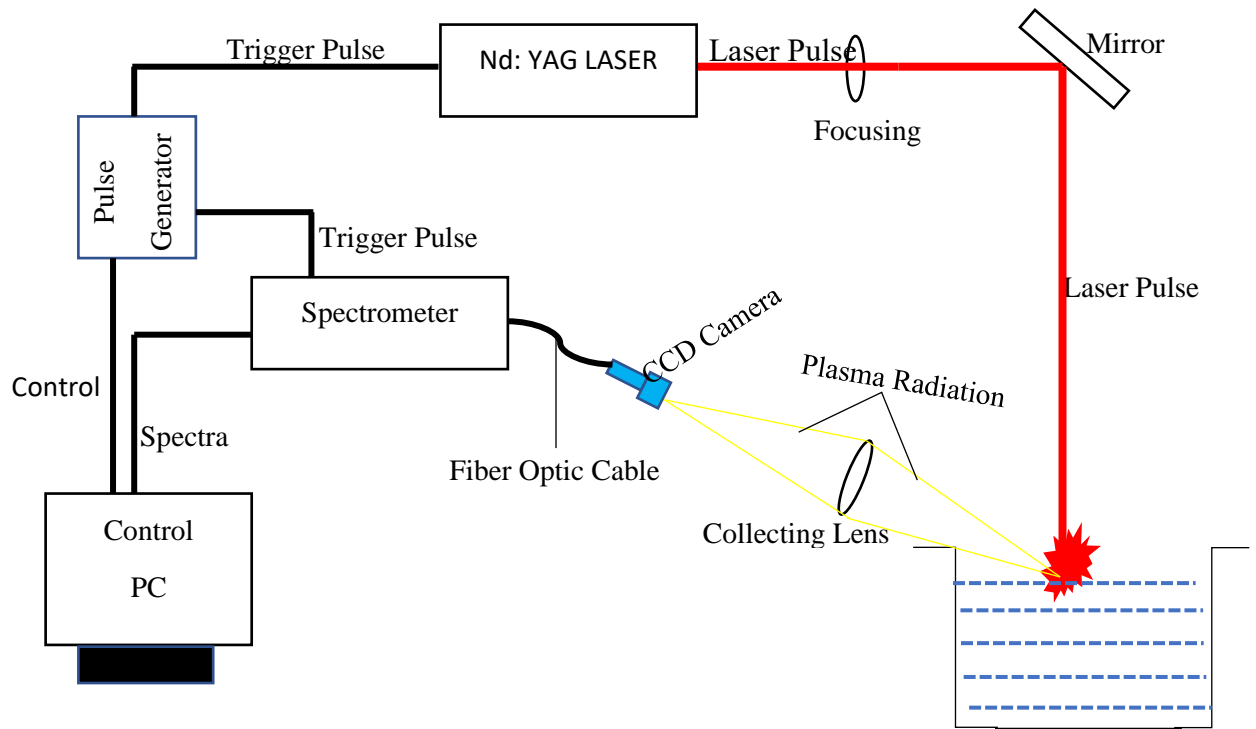 Trigger Pulse
Nd: YAG LASER
Laser Pulse
Mirror
Focusing
Pulse
Generator
Trigger Pulse
Laser Pulse
Spectrometer
CCD Camera
Plasma Radiation
Control
Spectra
Fiber Optic Cable
Collecting Lens
Control
PC